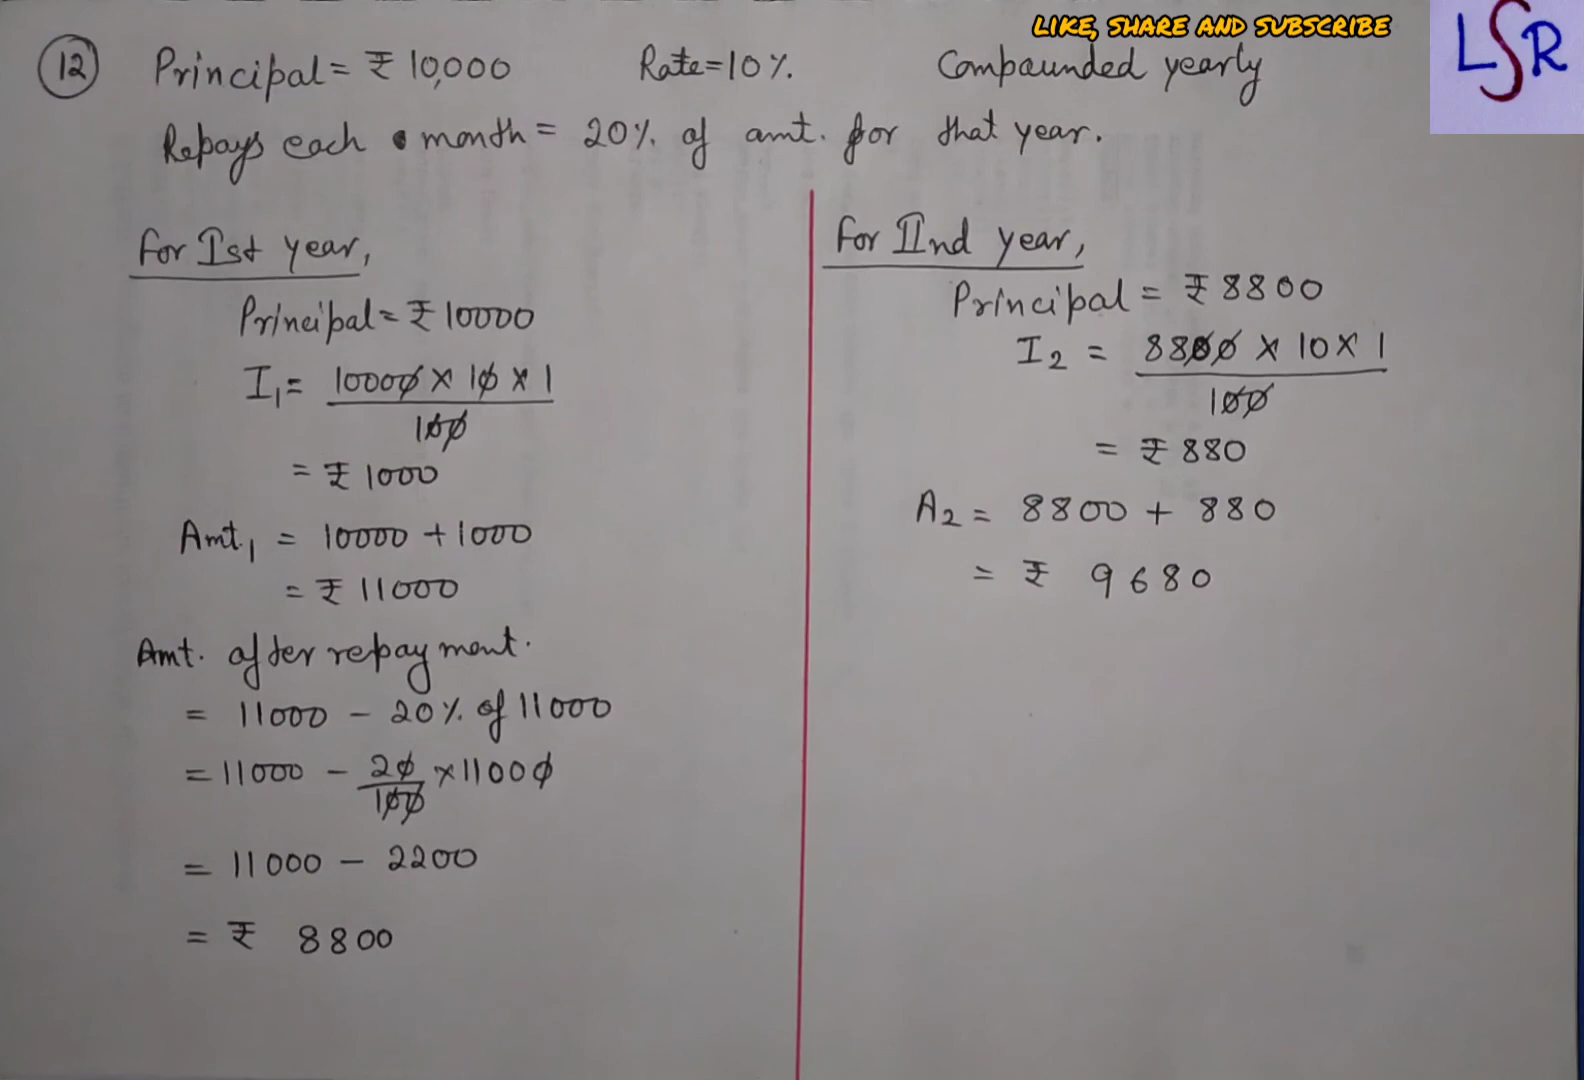 LIKE, SHARE AND SUBSCRIBE
LSR
12 Principal = ₹ 10,000 Rate = 10 %. Compaunded yearly
Repays each month = 20 %. of amt. for that year.
For Ist year,
Principal = ₹ 10000
I₁ = 10000 × 10 × 1
100
= ₹ 1000
Amt₁ = 10000 + 1000
= ₹ 11000
Amt. after repayment.
= 11000 - 20 %. of 11000
= 11000 - 20/100 × 11000
= 11000 - 2200
= ₹ 8800
For IInd year,
Principal = ₹ 8800
I₂ = 8800 × 10 × 1
100
= ₹ 880
A₂ = 8800 + 880
= ₹ 9680